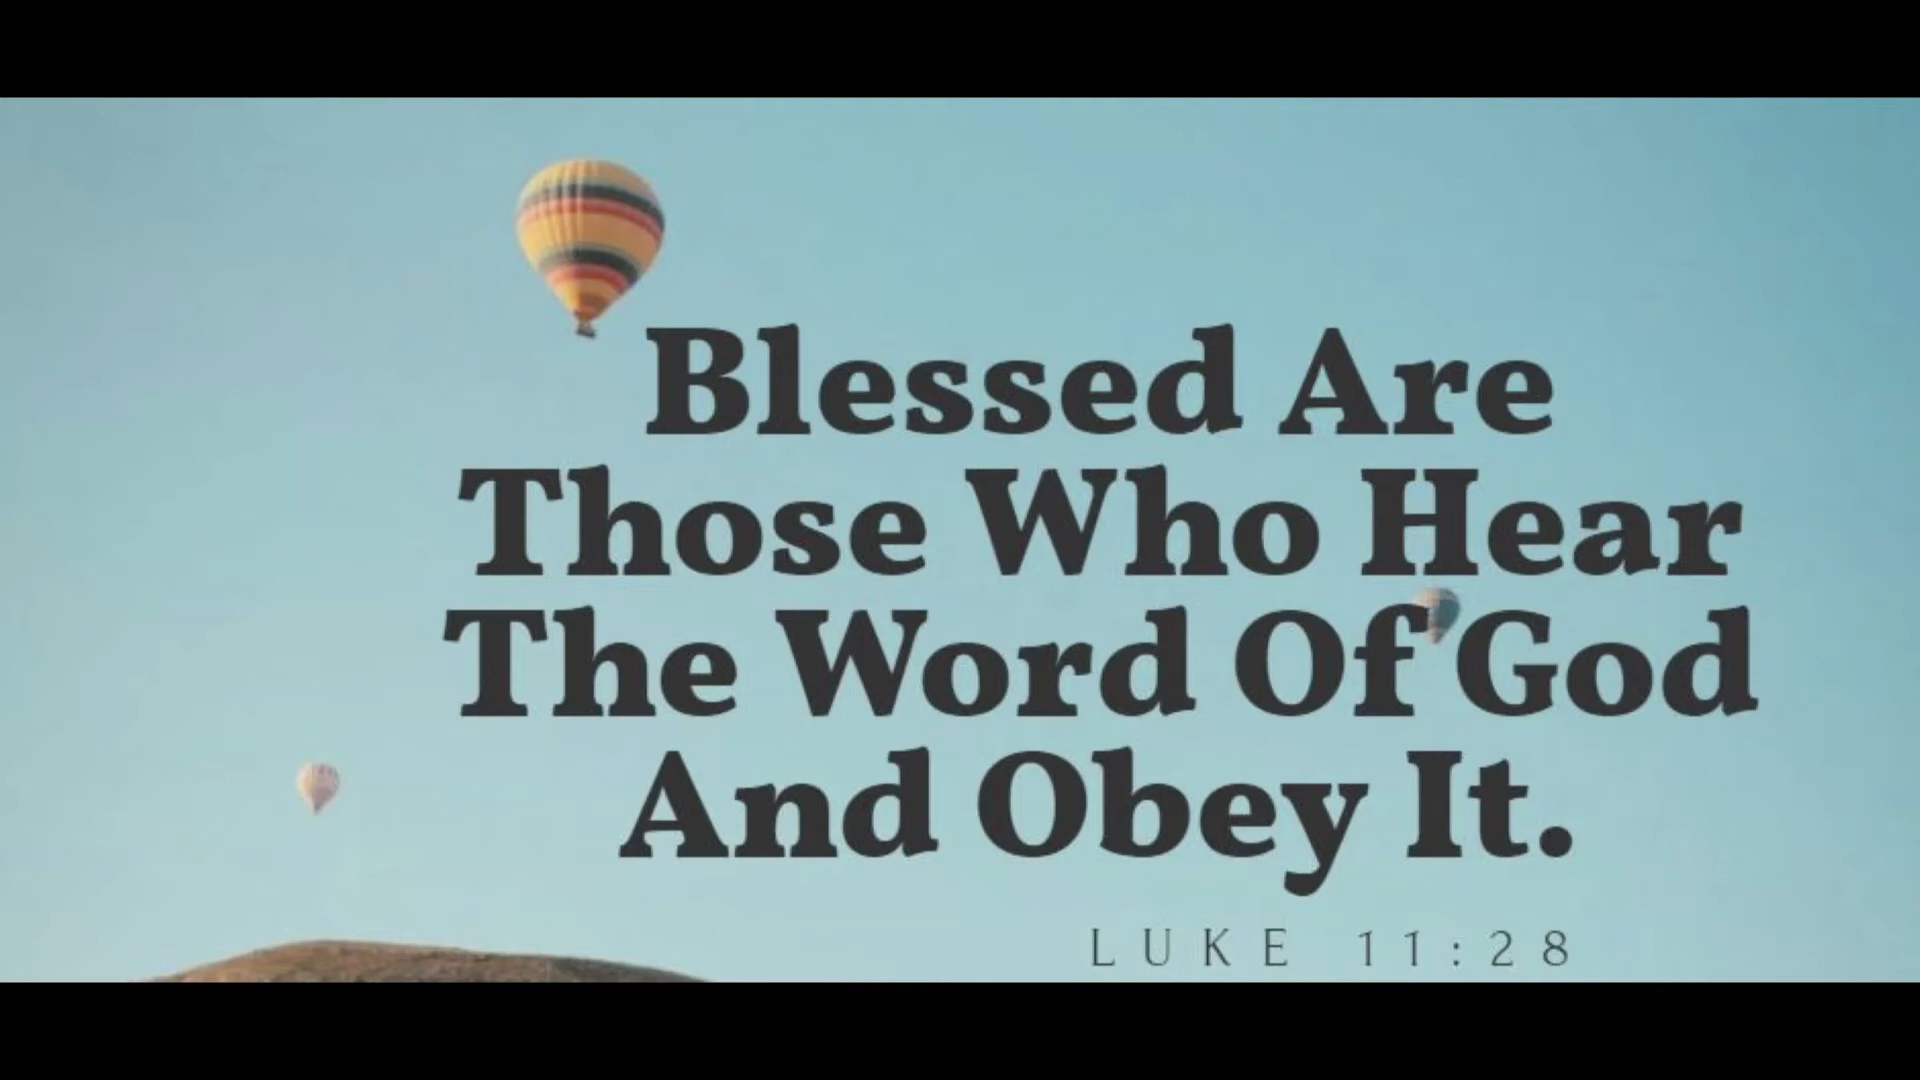 Blessed Are
Those Who Hear
The Word Of God
And Obey It.
LUKE 11:28